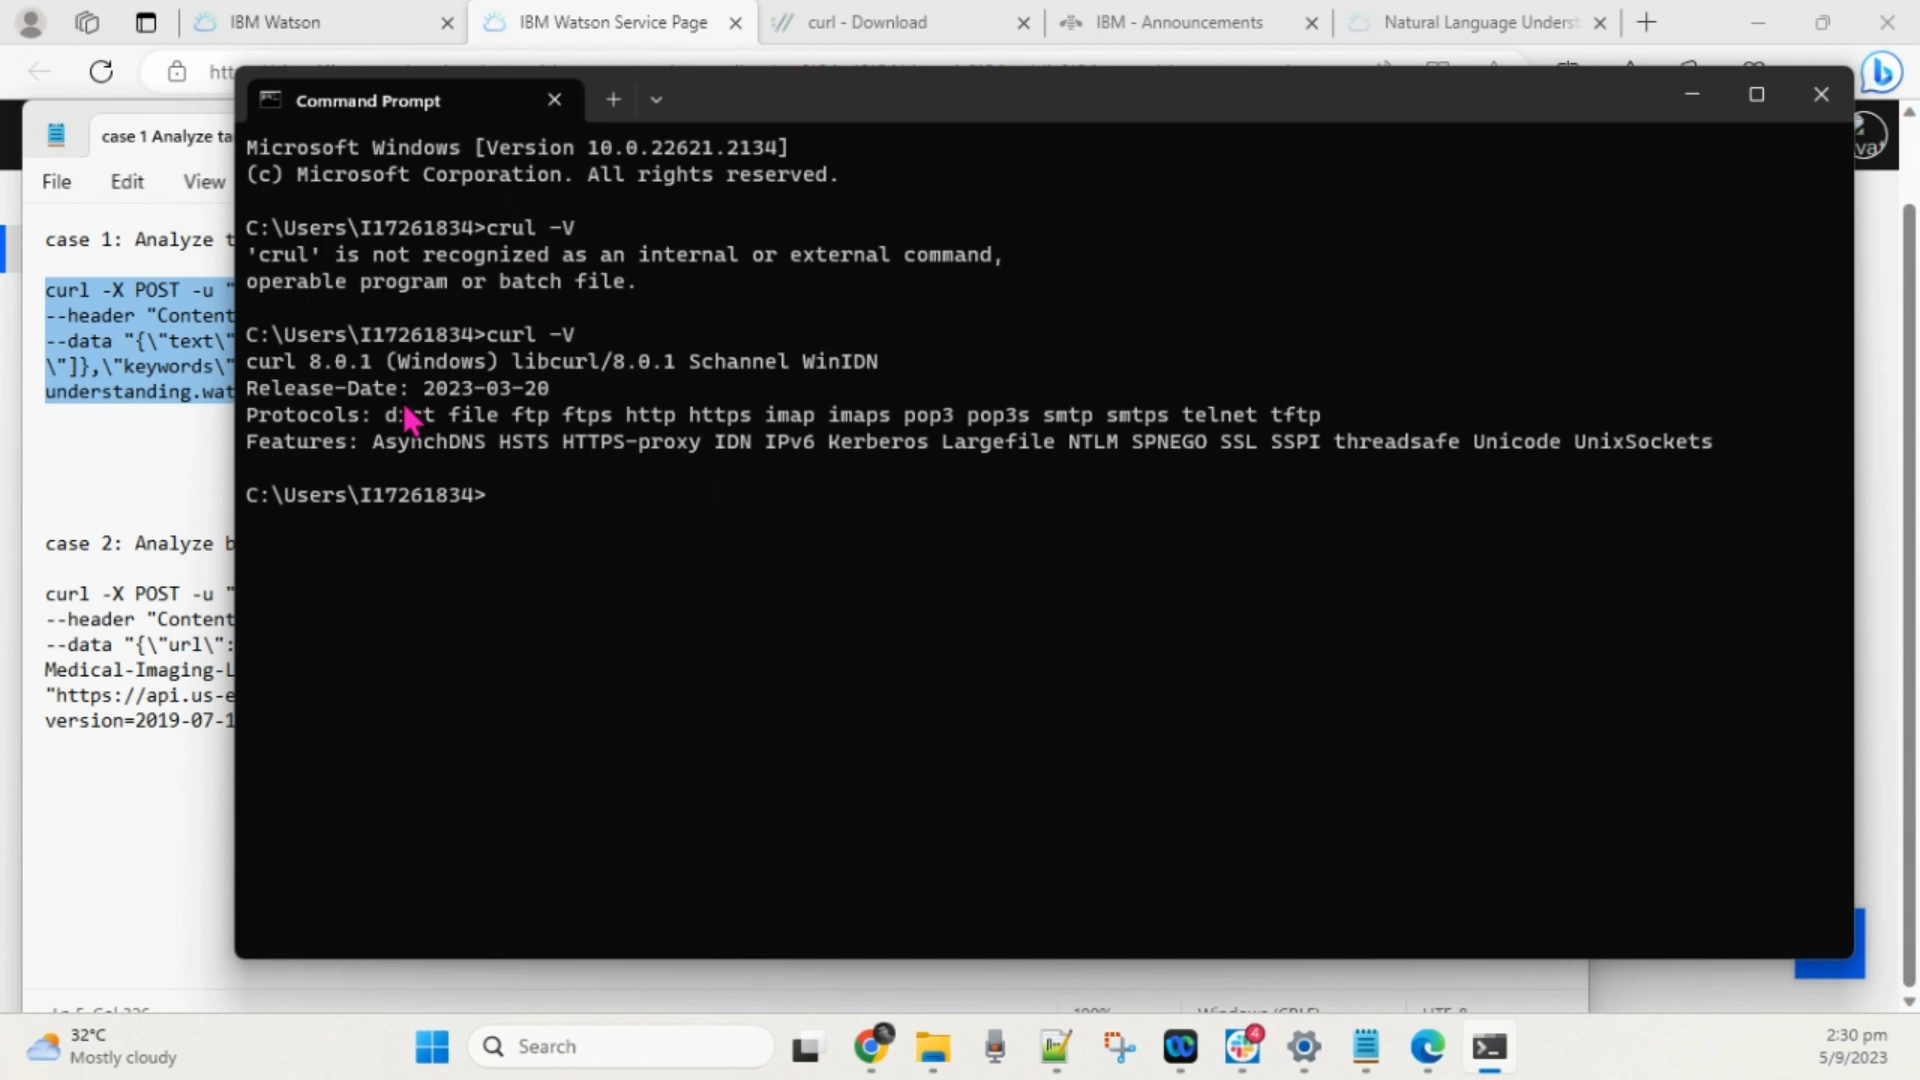 IBM Watson
IBM Watson Service Page
curl - Download
IBM - Announcements
Natural Language Underst
Command Prompt
case 1 Analyze ta
File Edit View
case 1: Analyze t
curl -X POST -u "
--header "Content
--data "{\"text\"
\"]},\"keywords\"
understanding.wat
case 2: Analyze b
curl -X POST -u "
--header "Content
--data "{\"url\":
Medical-Imaging-L
"https://api.us-e
version=2019-07-1
Microsoft Windows [Version 10.0.22621.2134]
(c) Microsoft Corporation. All rights reserved.
C:\Users\I17261834>crul -V
'crul' is not recognized as an internal or external command,
operable program or batch file.
C:\Users\I17261834>curl -V
curl 8.0.1 (Windows) libcurl/8.0.1 Schannel WinIDN
Release-Date: 2023-03-20
Protocols: dict file ftp ftps http https imap imaps pop3 pop3s smtp smtps telnet tftp
Features: AsynchDNS HSTS HTTPS-proxy IDN IPv6 Kerberos Largefile NTLM SPNEGO SSL SSPI threadsafe Unicode UnixSockets
C:\Users\I17261834>
32°C
Mostly cloudy
Search
4
2:30 pm
5/9/2023